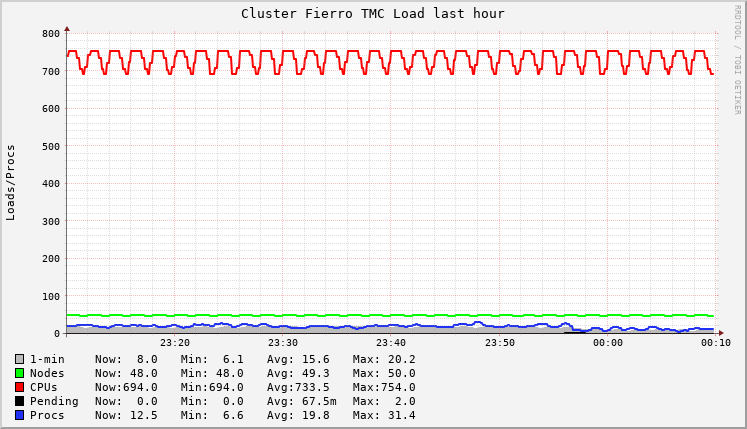 Cluster Fierro TMC Load last hour
RRDTOOL / TOBI OETIKER
Loads/Procs
800
700
600
500
400
300
200
100
0
23:20 23:30 23:40 23:50 00:00 00:10
1-min Now: 8.0 Min: 6.1 Avg: 15.6 Max: 20.2
Nodes Now: 48.0 Min: 48.0 Avg: 49.3 Max: 50.0
CPUs Now:694.0 Min:694.0 Avg:733.5 Max:754.0
Pending Now: 0.0 Min: 0.0 Avg: 67.5m Max: 2.0
Procs Now: 12.5 Min: 6.6 Avg: 19.8 Max: 31.4